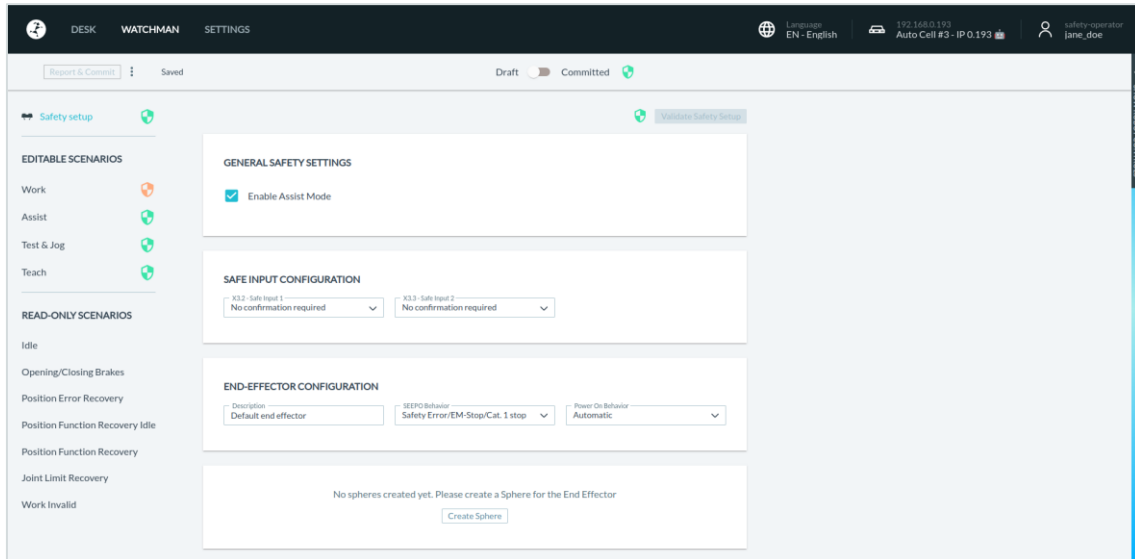 DESK WATCHMAN SETTINGS
Language
EN - English
192.168.0.193
Auto Cell #3 - IP 0.193
safety-operator
jane_doe
Report & Commit
Saved
Draft
Committed
Safety setup
Validate Safety Setup
EDITABLE SCENARIOS
Work
Assist
Test & Jog
Teach
READ-ONLY SCENARIOS
Idle
Opening/Closing Brakes
Position Error Recovery
Position Function Recovery Idle
Position Function Recovery
Joint Limit Recovery
Work Invalid
GENERAL SAFETY SETTINGS
Enable Assist Mode
SAFE INPUT CONFIGURATION
X3.2 - Safe Input 1
No confirmation required
X3.3 - Safe Input 2
No confirmation required
END-EFFECTOR CONFIGURATION
Description
Default end effector
SEEPO Behavior
Safety Error/EM-Stop/Cat. 1 stop
Power On Behavior
Automatic
No spheres created yet. Please create a Sphere for the End Effector
Create Sphere